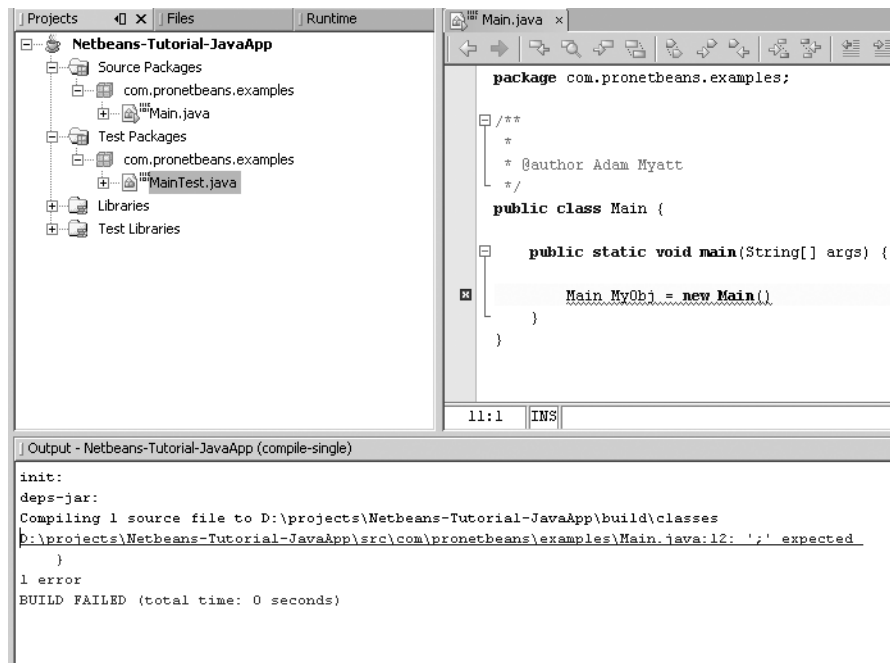 Projects
Files
Runtime
Netbeans-Tutorial-JavaApp
Source Packages
com.pronetbeans.examples
Main.java
Test Packages
com.pronetbeans.examples
MainTest.java
Libraries
Test Libraries
Main.java x
package com.pronetbeans.examples;
/**
*
* @author Adam Myatt
*/
public class Main {
public static void main(String[] args) {
Main MyObj = new Main()
}
}
11:1 INS
Output - Netbeans-Tutorial-JavaApp (compile-single)
init:
deps-jar:
Compiling 1 source file to D:\projects\Netbeans-Tutorial-JavaApp\build\classes
D:\projects\Netbeans-Tutorial-JavaApp\src\com\pronetbeans\examples\Main.java:12: ';' expected
}
1 error
BUILD FAILED (total time: 0 seconds)